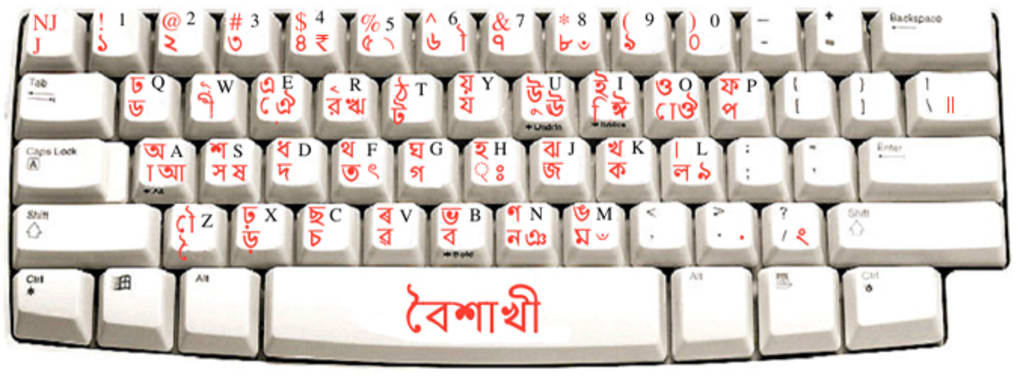 NJ ! 1 @ 2 # 3 $ 4 % 5 ^ 6 & 7 * 8 ( 9 ) 0 — + Backspace
J ১ ২ ৩ ৪ ₹ ৫ ৬ ী ৭ ৮ ৯ ০ - =
Tab ঢ Q W এ E R ঠ T য় Y উ U ই I ও O ফ P { } |
ড ে ঐ র ঋ ট য ু ঊ ি ঈ ো ঔ প [ ] \ ॥
Caps Lock অ A শ S ধ D থ F ঘ G হ H ঝ J খ K । L : " Enter
A া আ স ষ দ ত ৎ গ ঃ জ ক ল ঌ ; '
Shift ৌ Z ঢ় X ছ C ৰ V ভ B ণ N ঙ M < > ? Shift
ৈ ড় চ ৱ ব ন ঞ ম , . / ং
Ctrl Alt Alt Ctrl
বৈশাখী